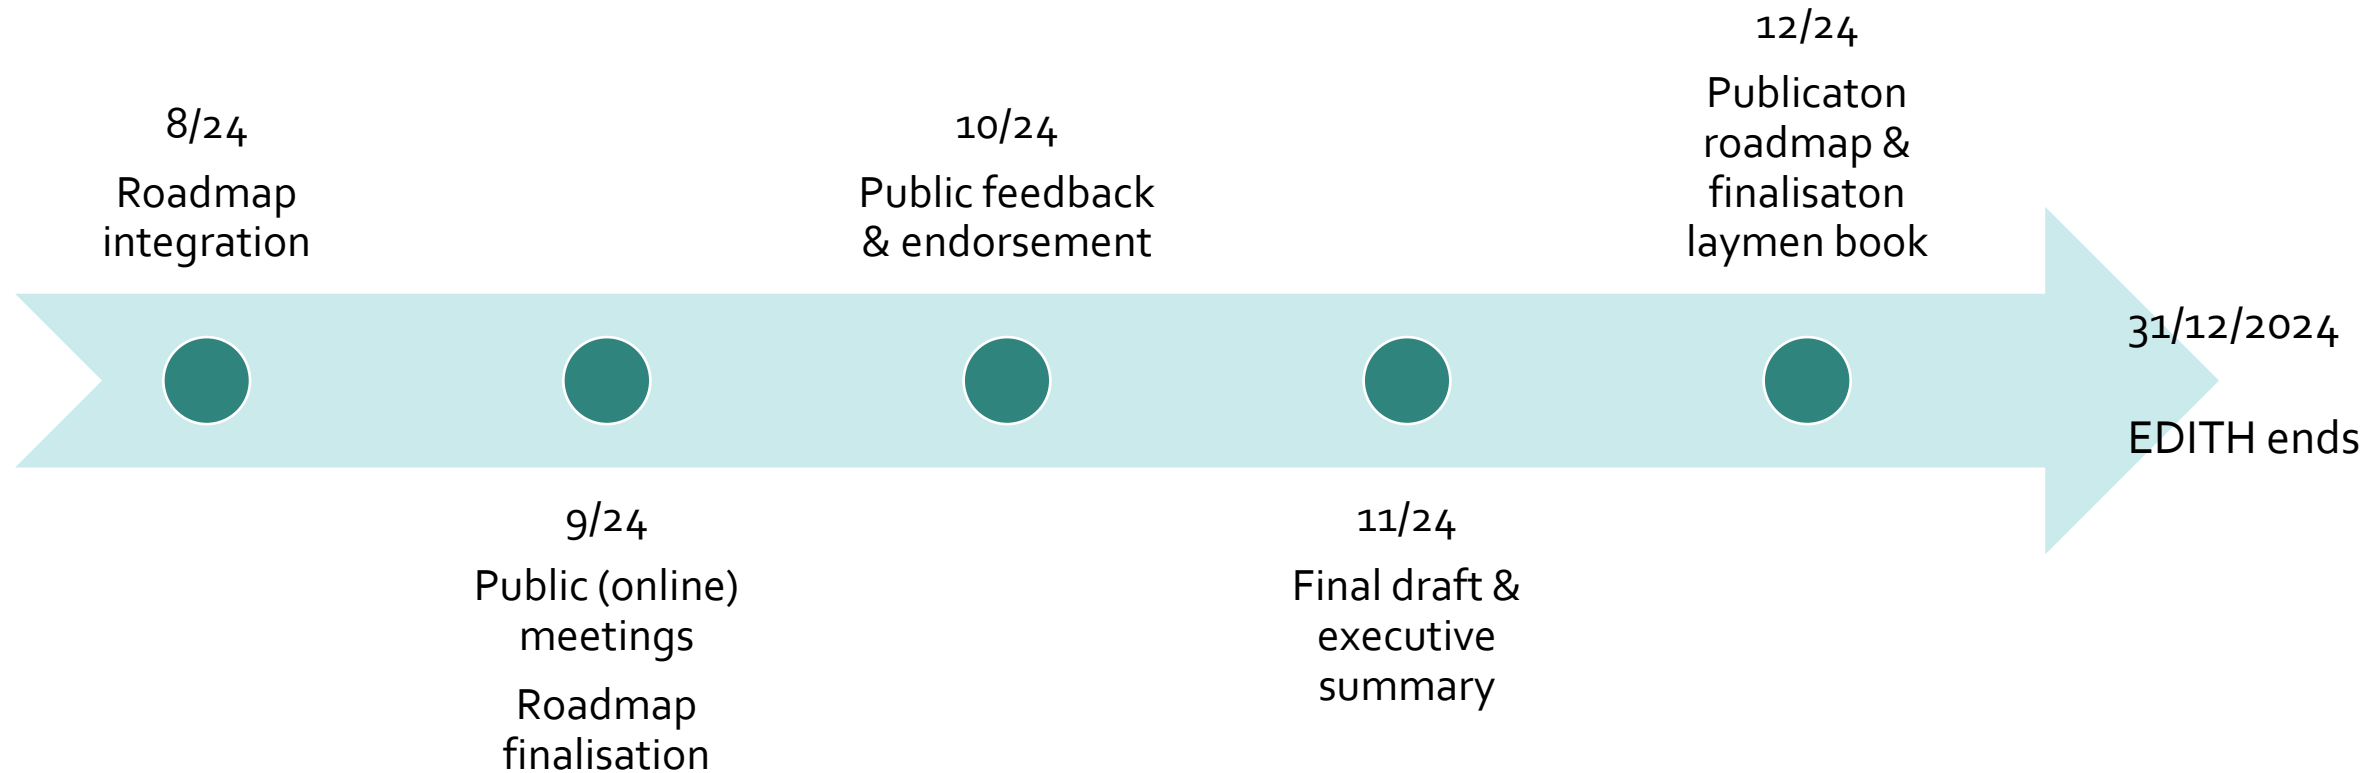 8/24
Roadmap
integration
9/24
Public (online)
meetings
Roadmap
finalisation
10/24
Public feedback
& endorsement
11/24
Final draft &
executive
summary
12/24
Publicaton
roadmap &
finalisaton
laymen book
31/12/2024
EDITH ends